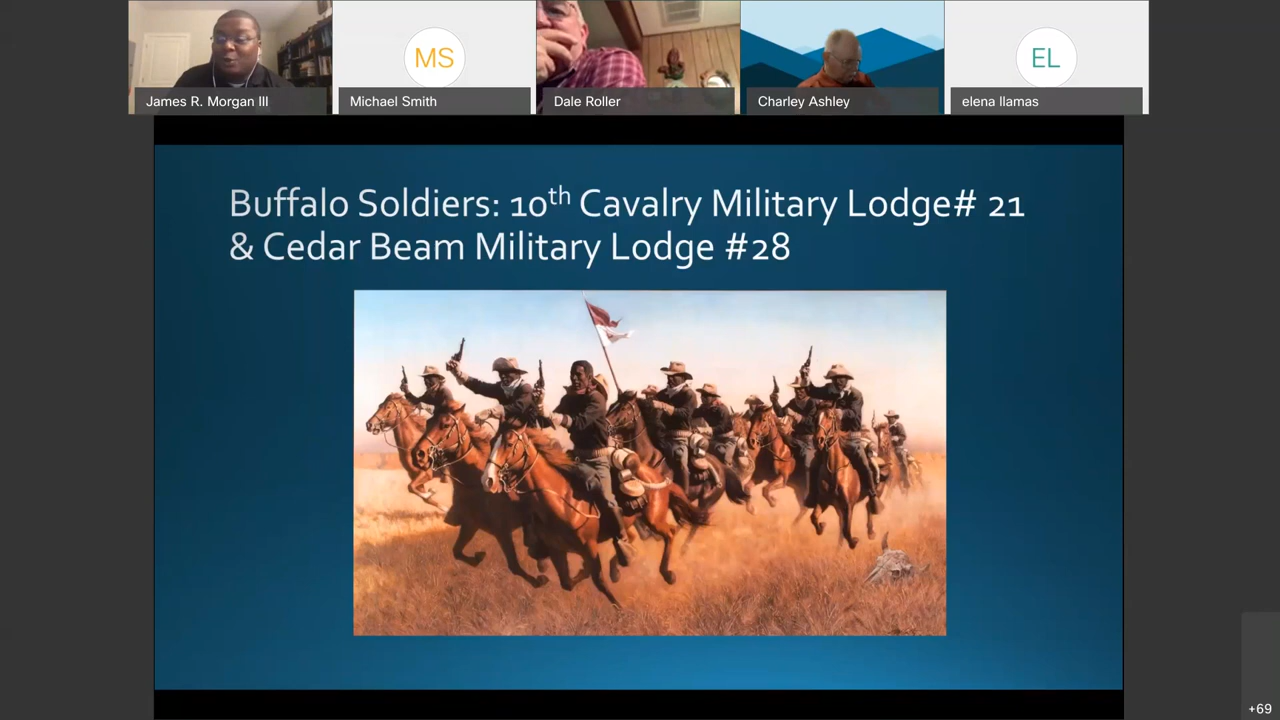 James R. Morgan III
MS
Michael Smith
Dale Roller
Charley Ashley
EL
elena llamas
Buffalo Soldiers: 10th Cavalry Military Lodge# 21
& Cedar Beam Military Lodge #28
+69